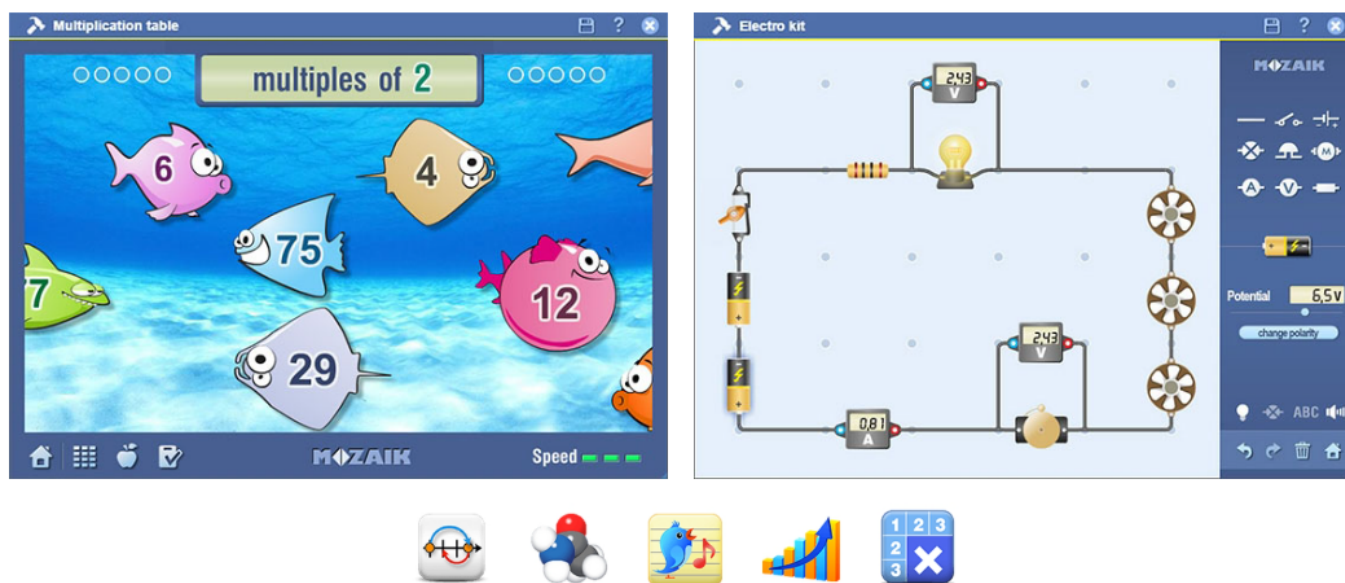 Multiplication table
?
multiples of 2
6
4
75
12
29
MOZAIK
Speed
Electro kit
?
MOZAIK
2,43
V
M
A
V
Potential 6,5V
change polarity
2,43
V
0,81
A
ABC
1 2 3
2
3